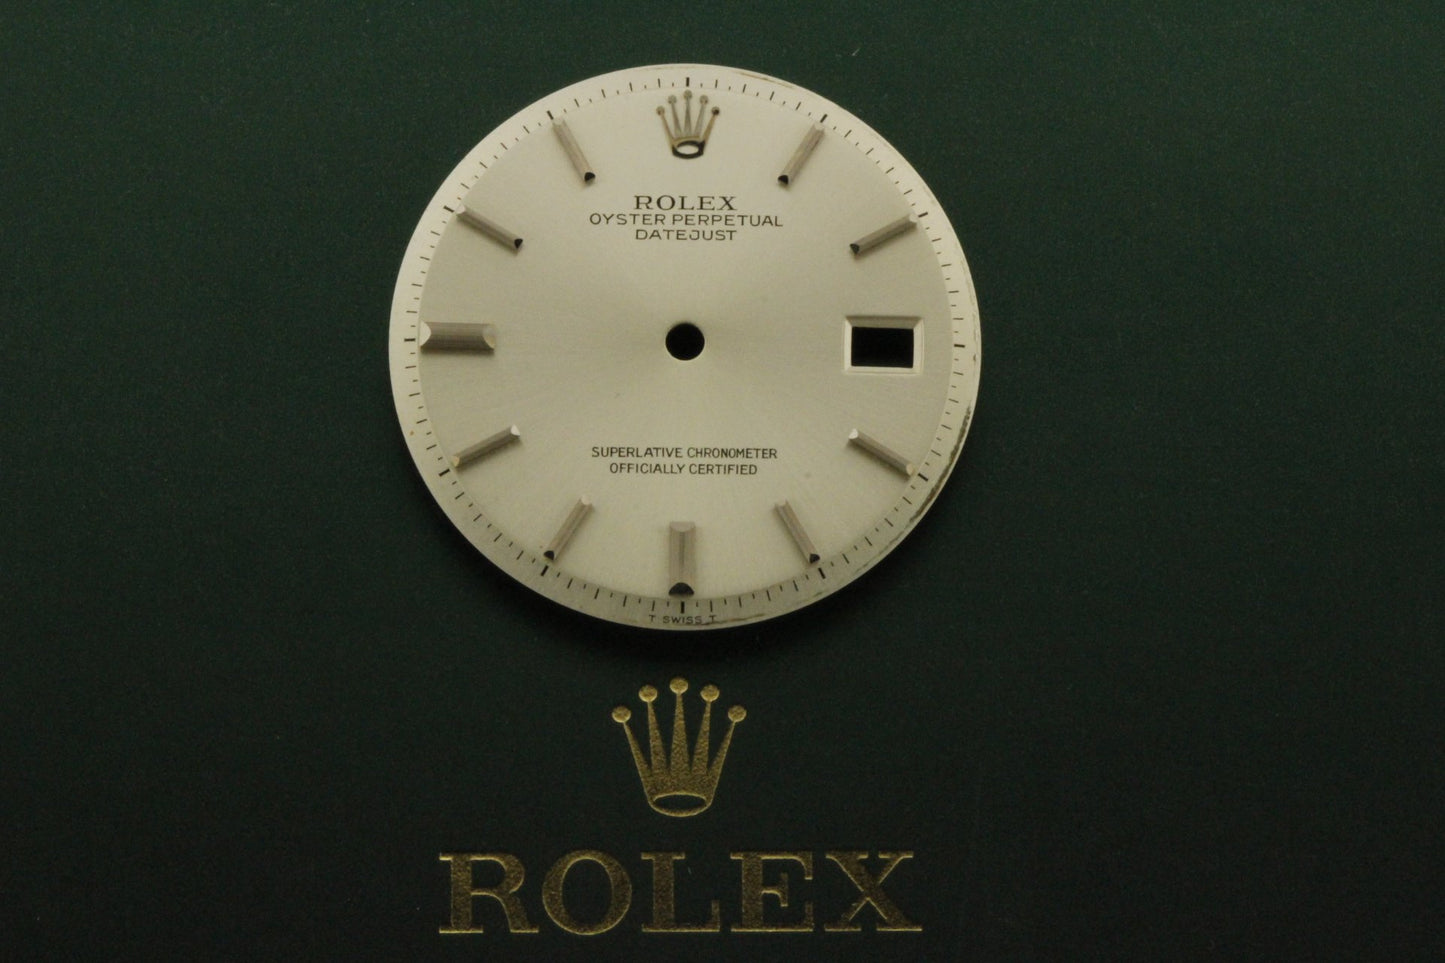 ROLEX
OYSTER PERPETUAL
DATEJUST
SUPERLATIVE CHRONOMETER
OFFICIALLY CERTIFIED
T SWISS T
ROLEX